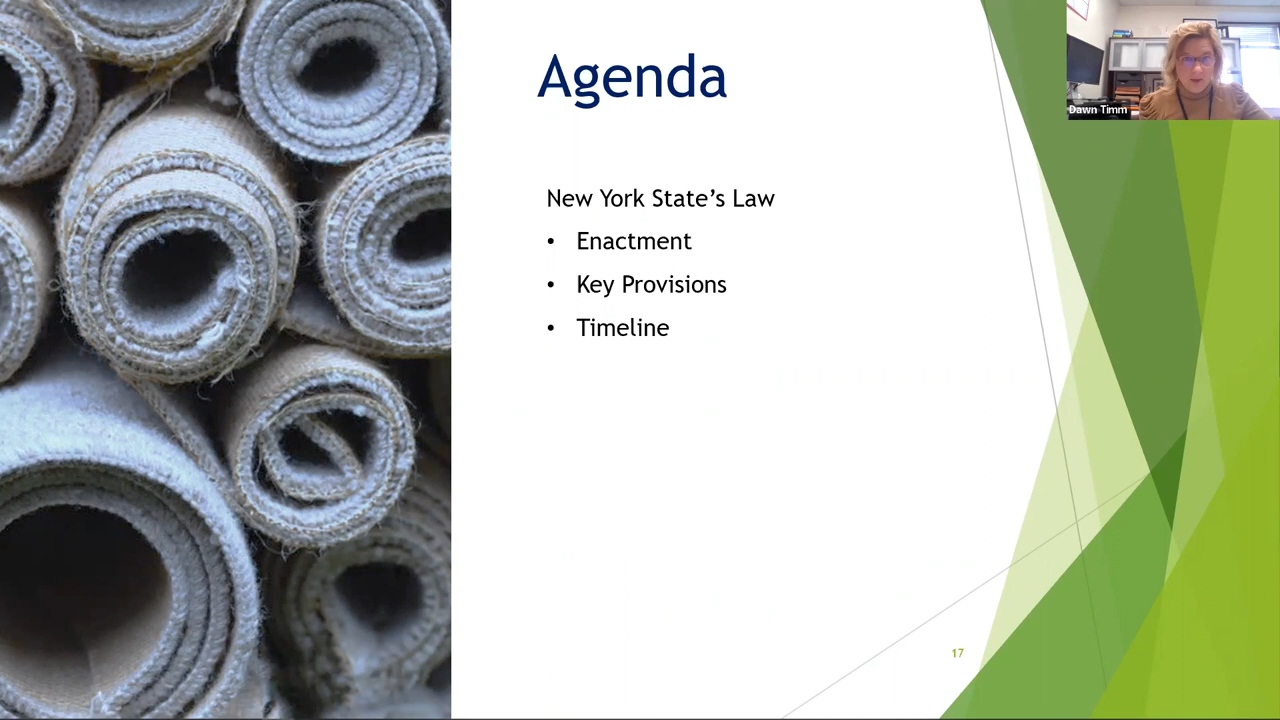 Agenda
Dawn Timm
New York State’s Law
• Enactment
• Key Provisions
• Timeline
17